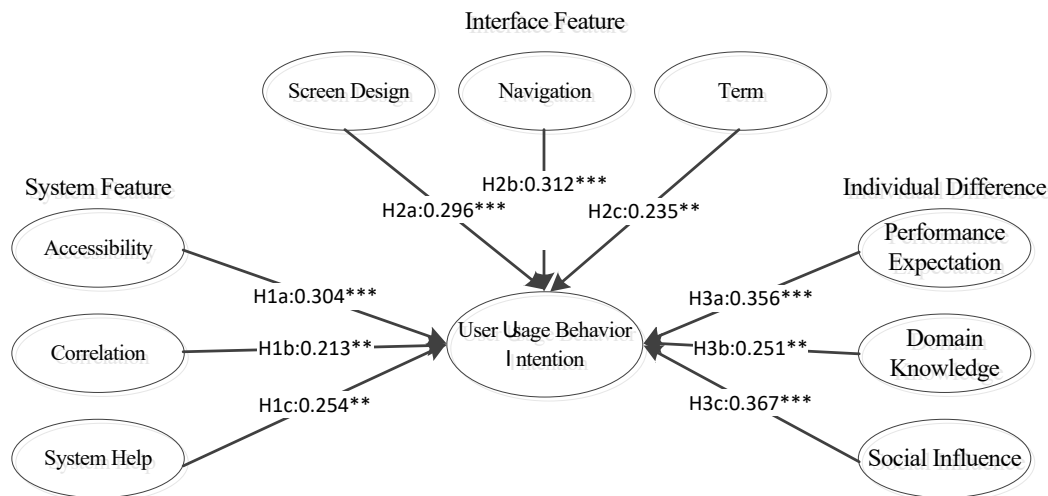 Interface Feature
Screen Design
Navigation
Term
H2b:0.312***
H2a:0.296***
H2c:0.235**
System Feature
Accessibility
H1a:0.304***
Correlation
H1b:0.213**
H1c:0.254**
System Help
User Usage Behavior
Intention
Individual Difference
Performance
Expectation
H3a:0.356***
Domain
Knowledge
H3b:0.251**
H3c:0.367***
Social Influence